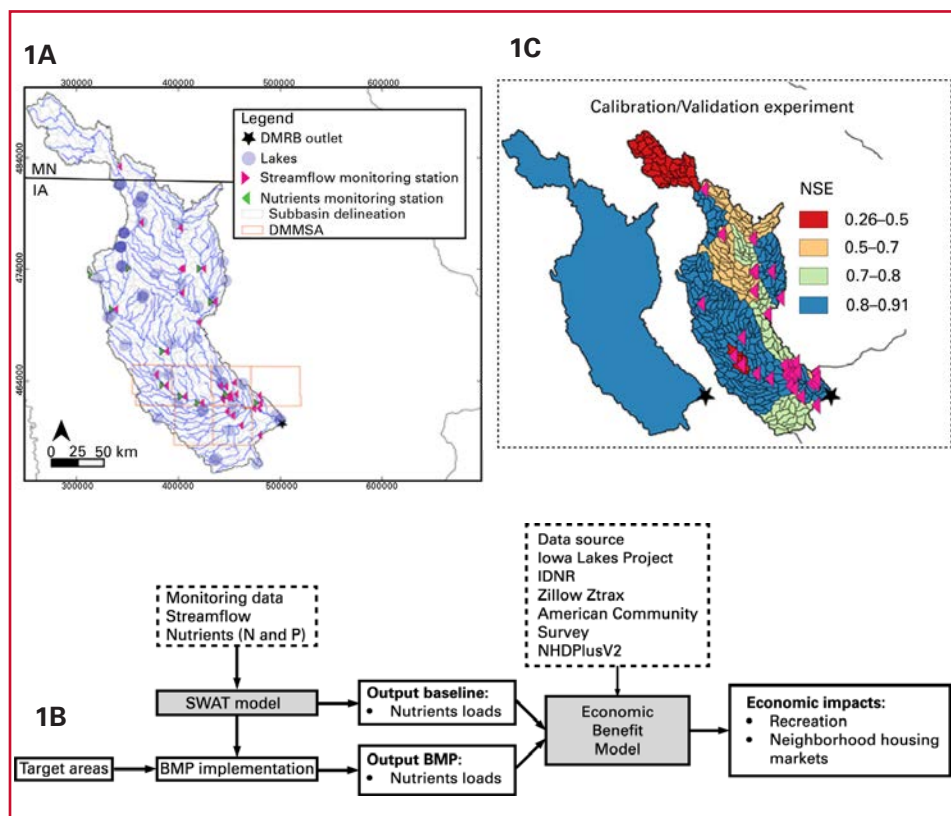 1A
300000 400000 500000 600000
484000
474000
464000
MN
IA
Legend
DMRB outlet
Lakes
Streamflow monitoring station
Nutrients monitoring station
Subbasin delineation
DMMSA
0 25 50 km
300000 400000 500000 600000
1C
Calibration/Validation experiment
NSE
0.26–0.5
0.5–0.7
0.7–0.8
0.8–0.91
1B
Monitoring data
Streamflow
Nutrients (N and P)
Data source
Iowa Lakes Project
IDNR
Zillow Ztrax
American Community
Survey
NHDPlusV2
SWAT model
Output baseline:
• Nutrients loads
Economic
Benefit
Model
Economic impacts:
• Recreation
• Neighborhood housing
markets
Target areas
BMP implementation
Output BMP:
• Nutrients loads